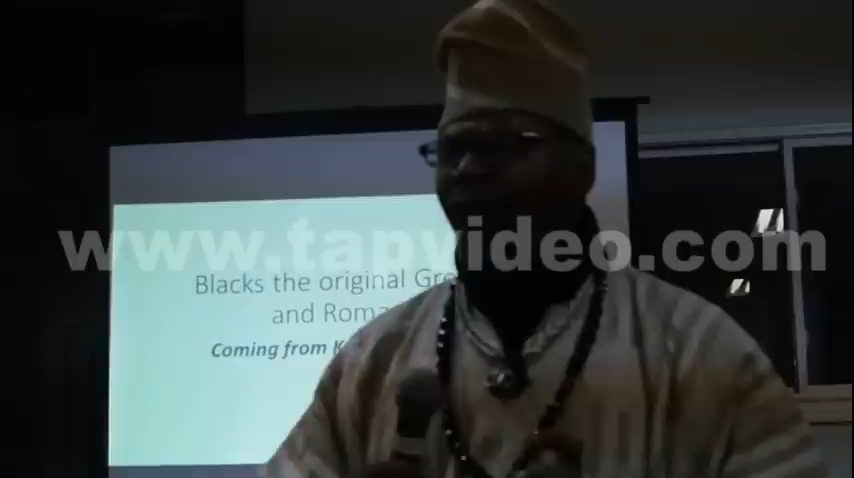 www.tapvideo.com
Blacks the original Gre
and Roma
Coming from K